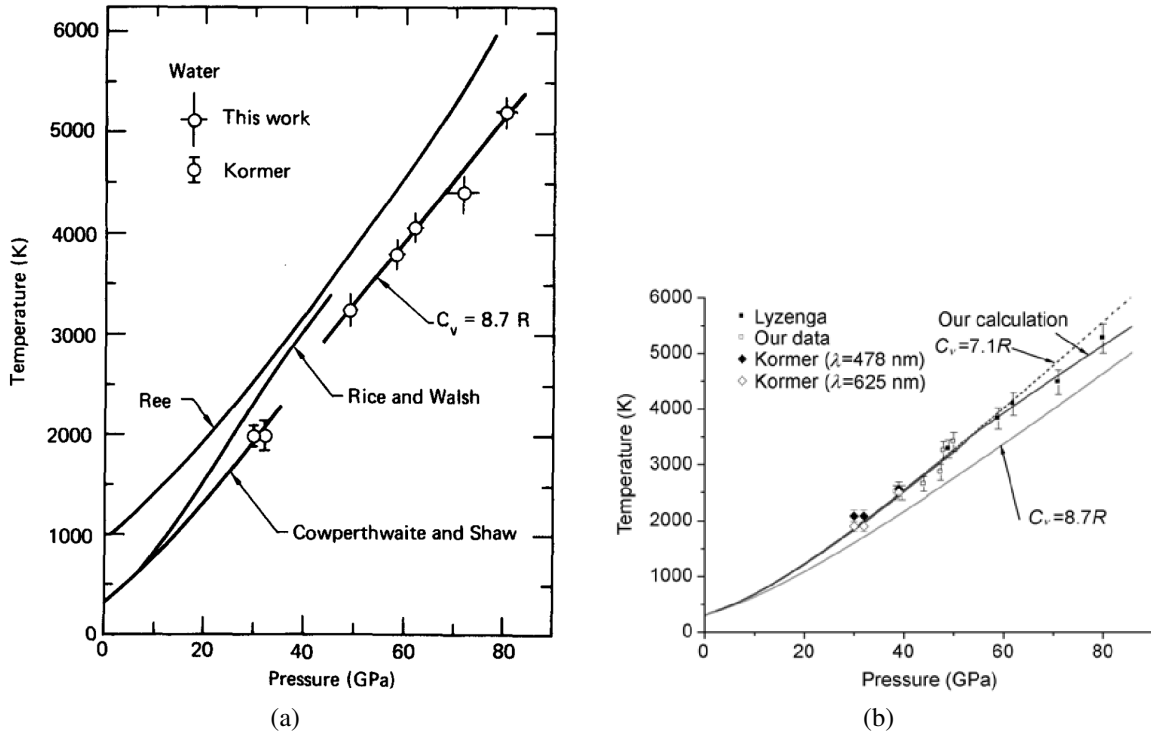 6000
5000
4000
3000
2000
1000
0
Temperature (K)
Water
This work
Kormer
Ree
Rice and Walsh
Cowperthwaite and Shaw
C_v = 8.7 R
0 20 40 60 80
Pressure (GPa)
(a)
6000
5000
4000
3000
2000
1000
0
Temperature (K)
Lyzenga
Our data
Kormer (λ=478 nm)
Kormer (λ=625 nm)
Our calculation
C_v=7.1R
C_v=8.7R
0 20 40 60 80
Pressure (GPa)
(b)